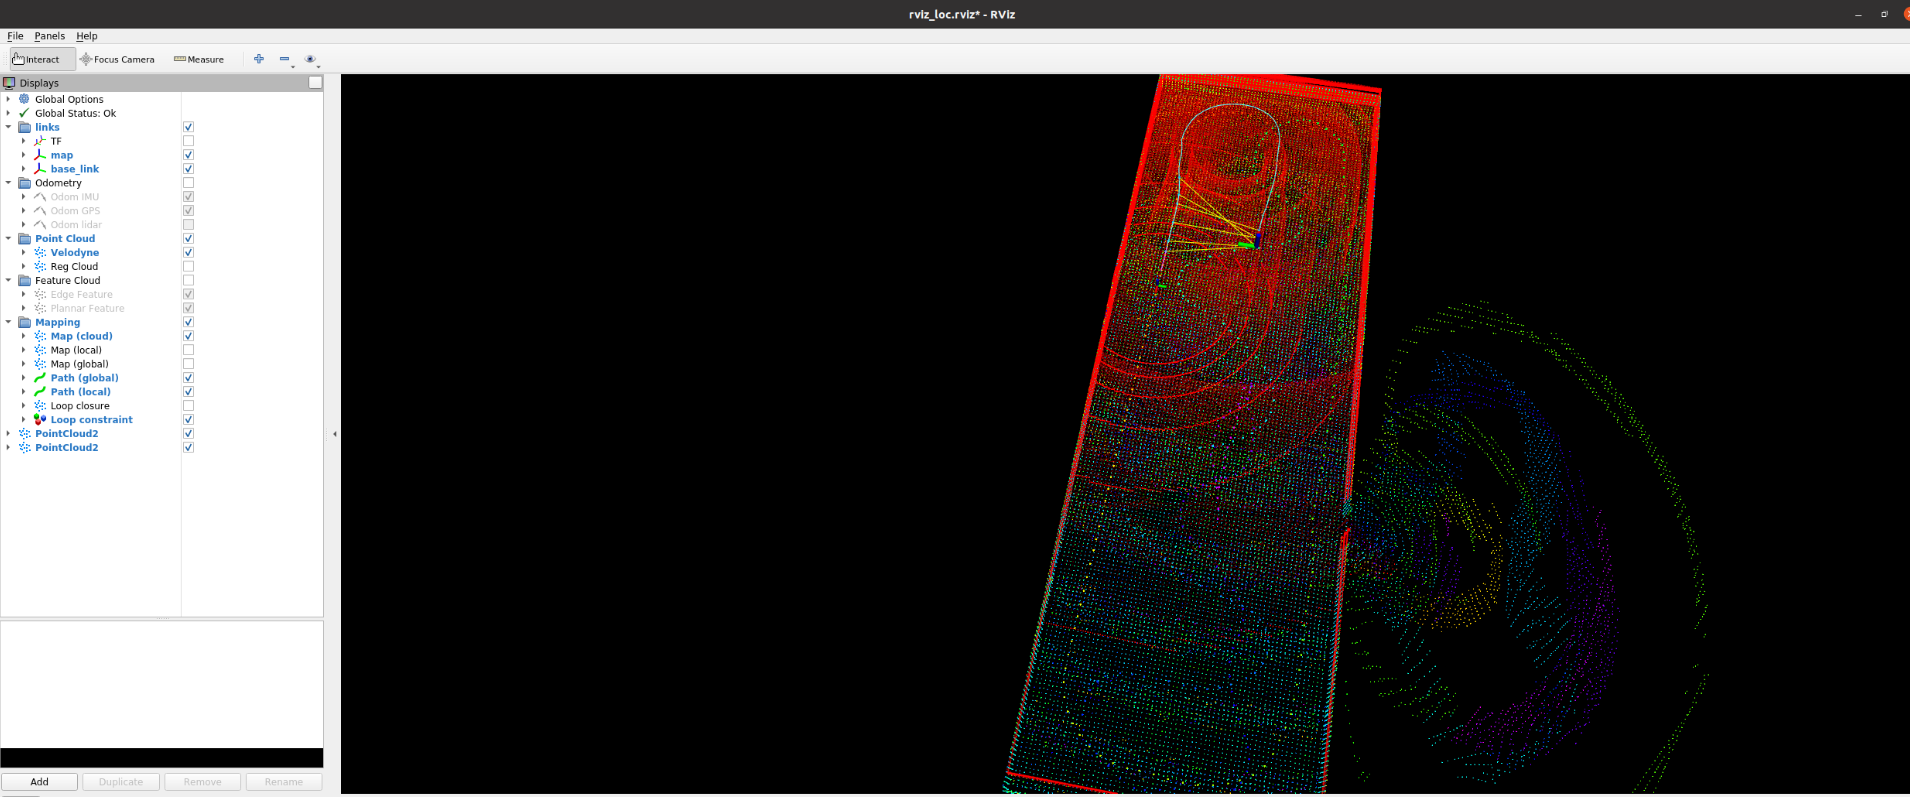 rviz_loc.rviz* - RViz
File Panels Help
Interact Focus Camera Measure
Displays
Global Options
Global Status: Ok
links
TF
map
base_link
Odometry
Odom IMU
Odom GPS
Odom lidar
Point Cloud
Velodyne
Reg Cloud
Feature Cloud
Edge Feature
Plannar Feature
Mapping
Map (cloud)
Map (local)
Map (global)
Path (global)
Path (local)
Loop closure
Loop constraint
PointCloud2
PointCloud2
Add Duplicate Remove Rename